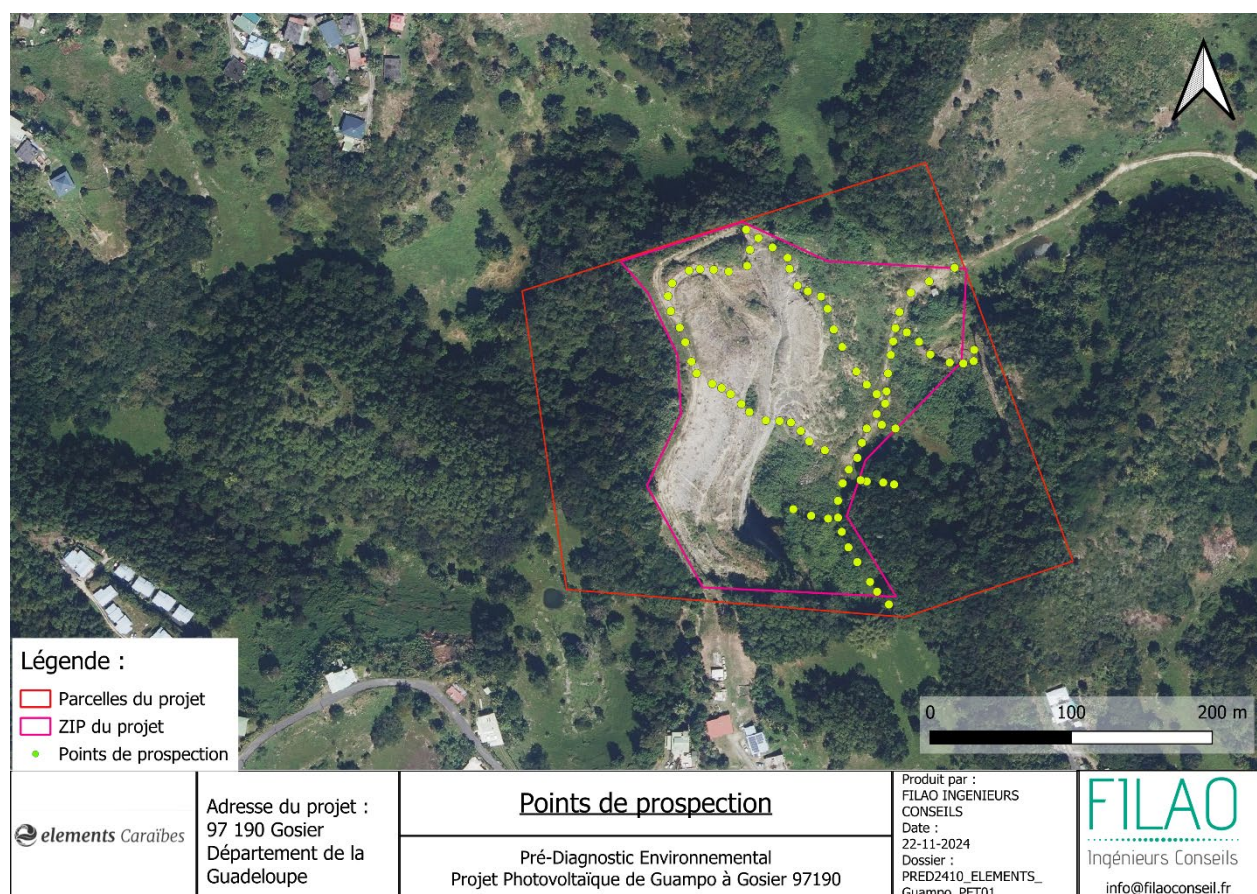 Légende :
Parcelles du projet
ZIP du projet
Points de prospection
0 100 200 m
elements Caraïbes
Adresse du projet :
97 190 Gosier
Département de la
Guadeloupe
Points de prospection
Pré-Diagnostic Environnemental
Projet Photovoltaïque de Guampo à Gosier 97190
Produit par :
FILAO INGENIEURS
CONSEILS
Date :
22-11-2024
Dossier :
PRED2410_ELEMENTS_
Guampo_PET01
FILAO
Ingénieurs Conseils
info@filaoconseil.fr